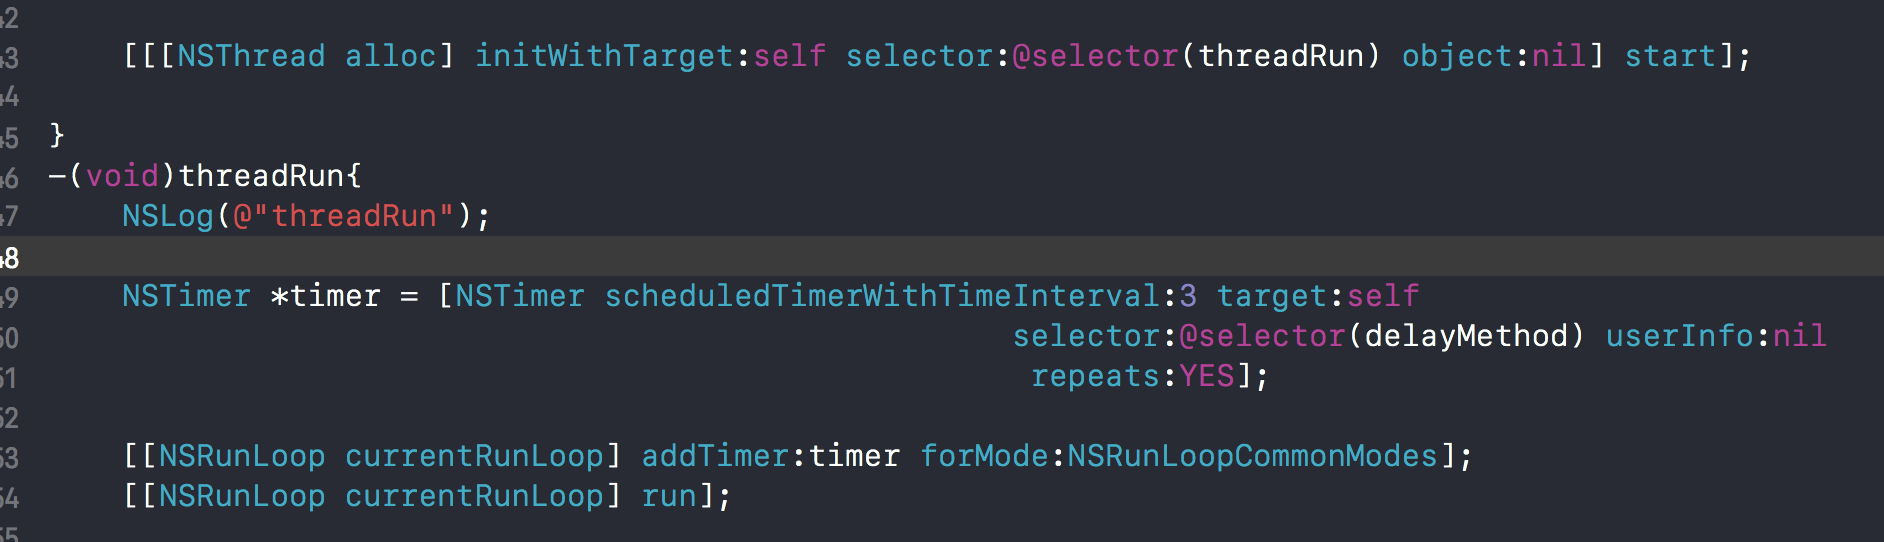 42
43 [[[NSThread alloc] initWithTarget:self selector:@selector(threadRun) object:nil] start];
44
45 }
46 -(void)threadRun{
47 NSLog(@"threadRun");
48
49 NSTimer *timer = [NSTimer scheduledTimerWithTimeInterval:3 target:self
50 selector:@selector(delayMethod) userInfo:nil
51 repeats:YES];
52
53 [[NSRunLoop currentRunLoop] addTimer:timer forMode:NSRunLoopCommonModes];
54 [[NSRunLoop currentRunLoop] run];
55